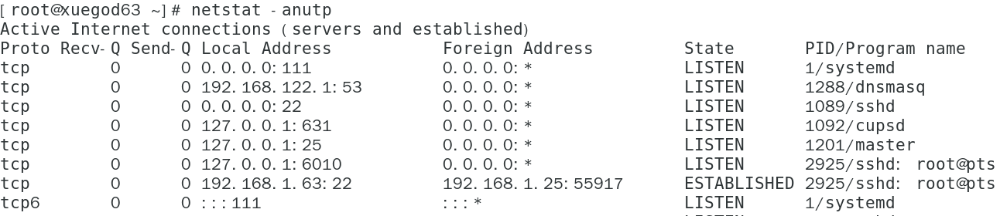 [root@xuegod63 ~]# netstat -anutp
Active Internet connections (servers and established)
Proto Recv-Q Send-Q Local Address           Foreign Address         State       PID/Program name
tcp        0      0 0.0.0.0:111             0.0.0.0:*               LISTEN      1/systemd
tcp        0      0 192.168.122.1:53        0.0.0.0:*               LISTEN      1288/dnsmasq
tcp        0      0 0.0.0.0:22              0.0.0.0:*               LISTEN      1089/sshd
tcp        0      0 127.0.0.1:631           0.0.0.0:*               LISTEN      1092/cupsd
tcp        0      0 127.0.0.1:25            0.0.0.0:*               LISTEN      1201/master
tcp        0      0 127.0.0.1:6010          0.0.0.0:*               LISTEN      2925/sshd: root@pts
tcp        0      0 192.168.1.63:22         192.168.1.25:55917      ESTABLISHED 2925/sshd: root@pts
tcp6       0      0 :::111                  :::*                    LISTEN      1/systemd